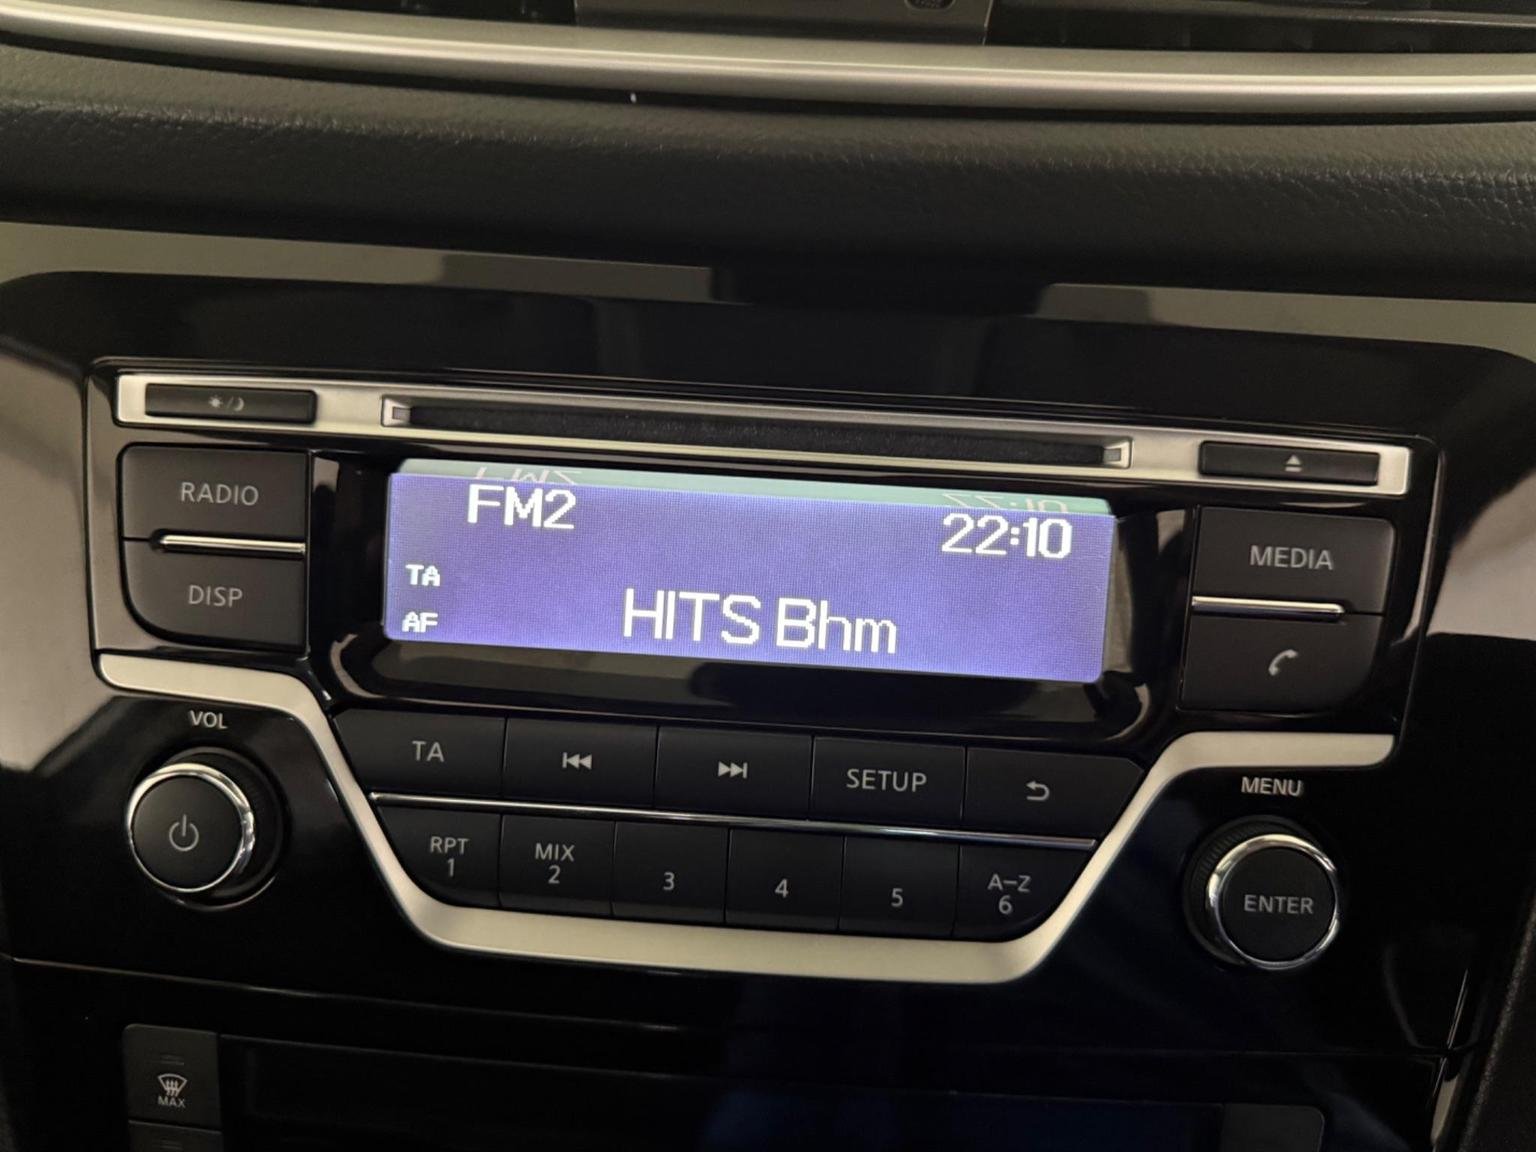 RADIO
DISP
FM2
22:10
TA
AF
HITS Bhm
MEDIA
VOL
TA
SETUP
MENU
RPT
1
MIX
2
3
4
5
A-Z
6
ENTER
MAX